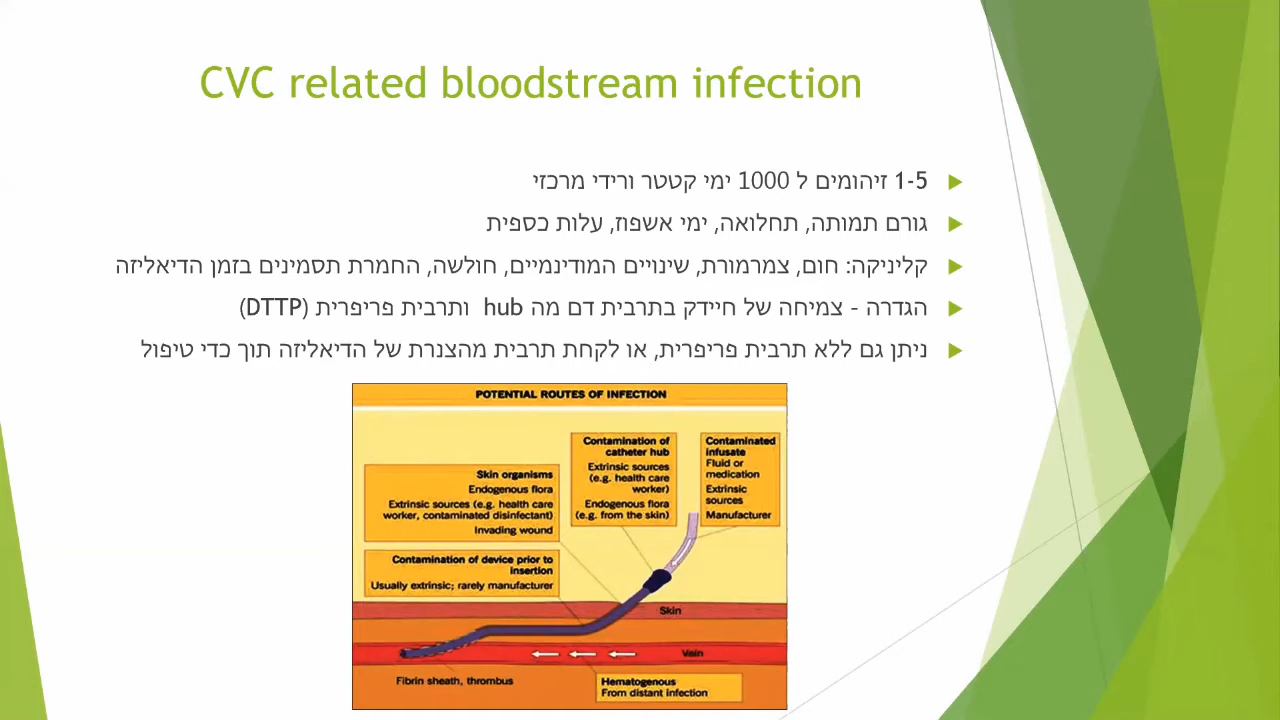 CVC related bloodstream infection
1-5 זיהומים ל 1000 ימי קטטר ורידי מרכזי
גורם תמותה, תחלואה, ימי אשפוז, עלות כספית
קליניקה: חום, צמרמורת, שינויים המודינמיים, חולשה, החמרת תסמינים בזמן הדיאליזה
הגדרה - צמיחה של חיידק בתרבית דם מה hub ותרבית פריפרית (DTTP)
ניתן גם ללא תרבית פריפרית, או לקחת תרבית מהצנרת של הדיאליזה תוך כדי טיפול
POTENTIAL ROUTES OF INFECTION
Skin organisms
Endogenous flora
Extrinsic sources (e.g. health care
worker, contaminated disinfectant)
Invading wound
Contamination of device prior to
insertion
Usually extrinsic; rarely manufacturer
Contamination of
catheter hub
Extrinsic sources
(e.g. health care
worker)
Endogenous flora
(e.g. from the skin)
Contaminated
infusate
Fluid or
medication
Extrinsic
sources
Manufacturer
Skin
Vein
Fibrin sheath, thrombus
Hematogenous
From distant infection